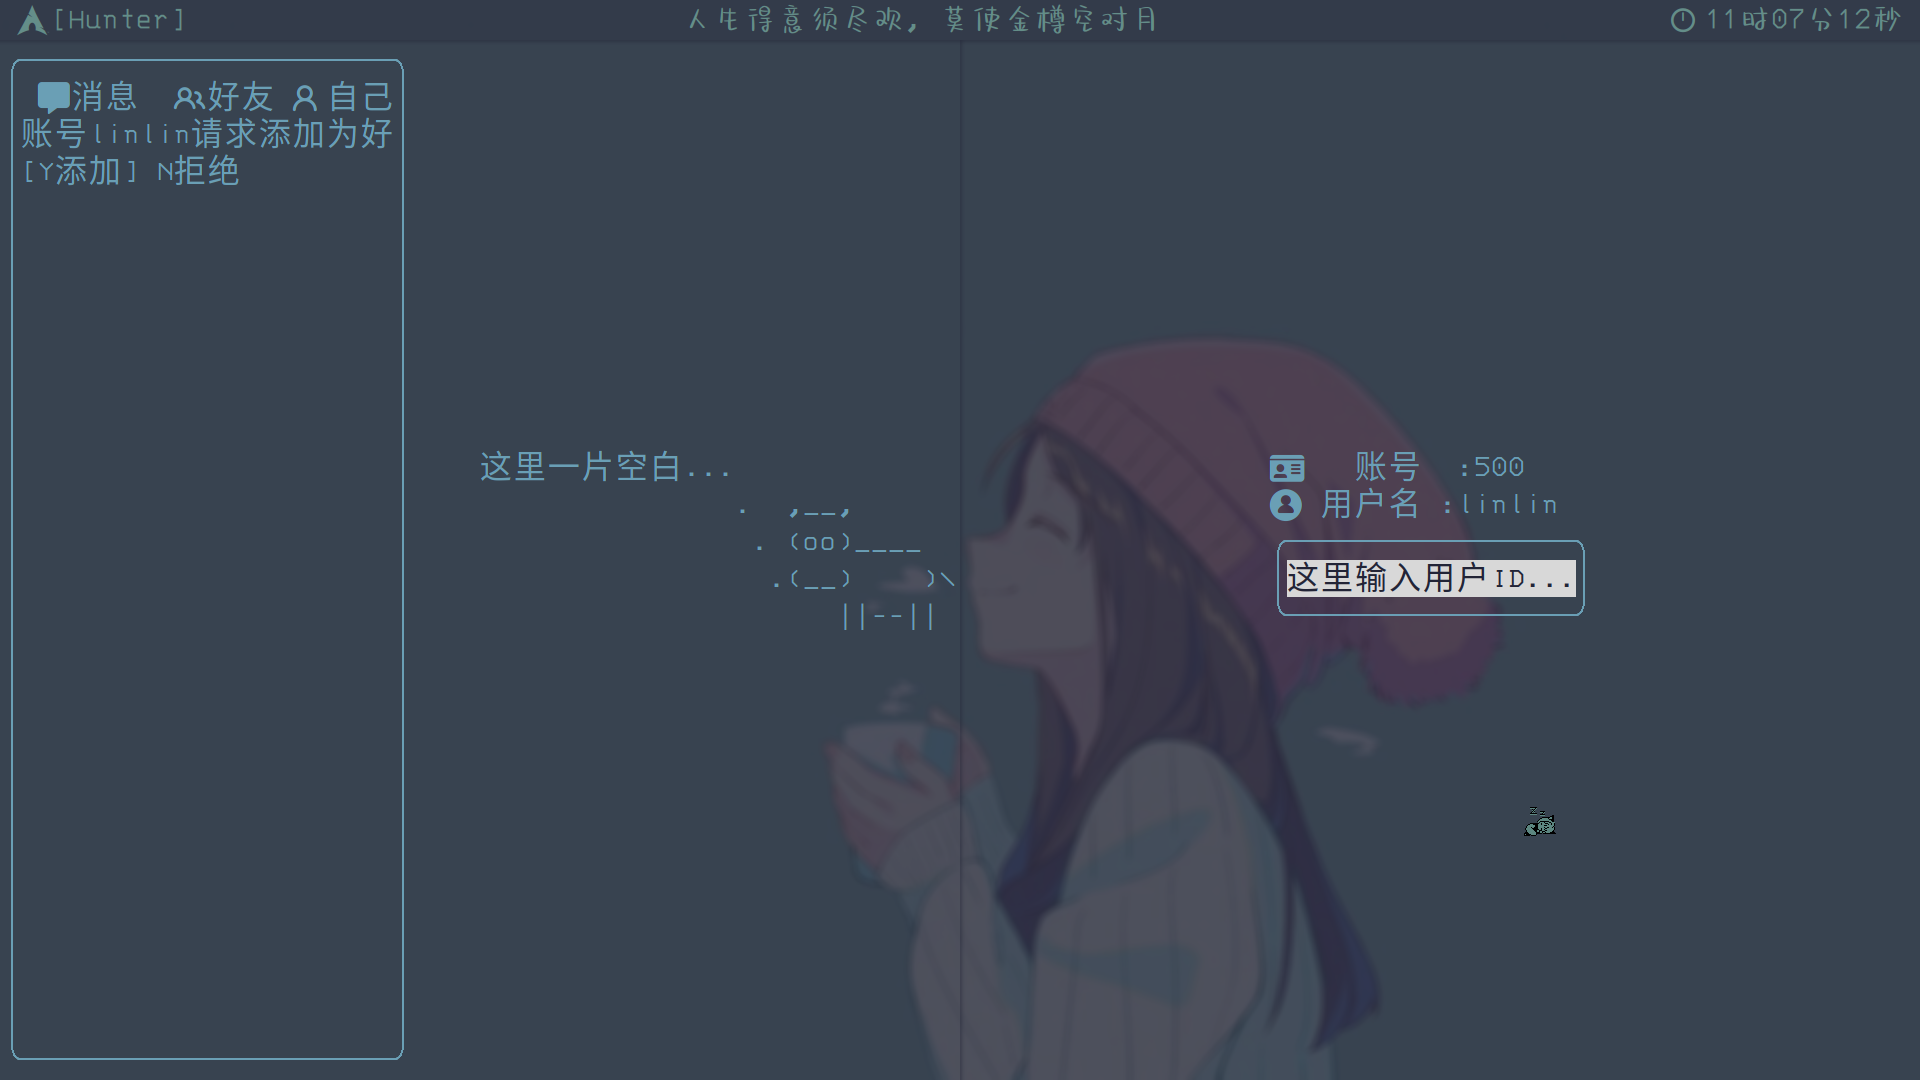 [Hunter]
人生得意须尽欢, 莫使金樽空对月
11时07分12秒
消息 好友 自己
账号linlin请求添加为好
[Y添加] N拒绝
这里一片空白...
.  ,__,
. (oo)____
.(__)    )\
||--||
账号 :500
用户名 :linlin
这里输入用户ID...